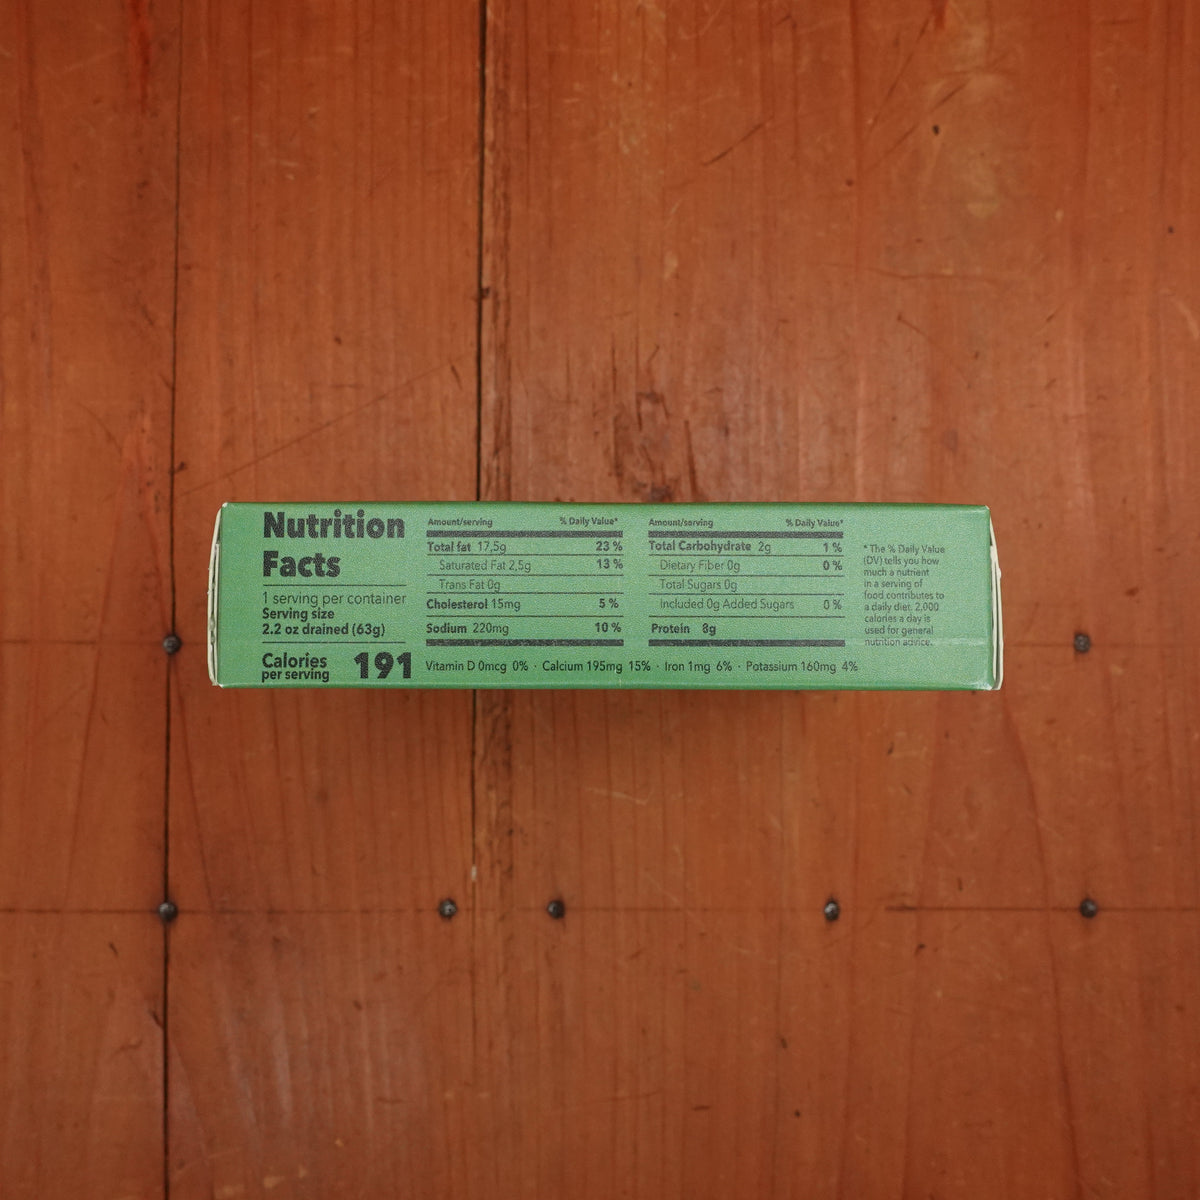 Nutrition
Facts
1 serving per container
Serving size
2.2 oz drained (63g)
Calories
per serving
191
Amount/serving % Daily Value*
Total fat 17,5g 23 %
Saturated Fat 2,5g 13 %
Trans Fat 0g
Cholesterol 15mg 5 %
Sodium 220mg 10 %
Amount/serving % Daily Value*
Total Carbohydrate 2g 1 %
Dietary Fiber 0g 0 %
Total Sugars 0g
Included 0g Added Sugars 0 %
Protein 8g
Vitamin D 0mcg 0% · Calcium 195mg 15% · Iron 1mg 6% · Potassium 160mg 4%
* The % Daily Value
(DV) tells you how
much a nutrient
in a serving of
food contributes to
a daily diet. 2,000
calories a day is
used for general
nutrition advice.